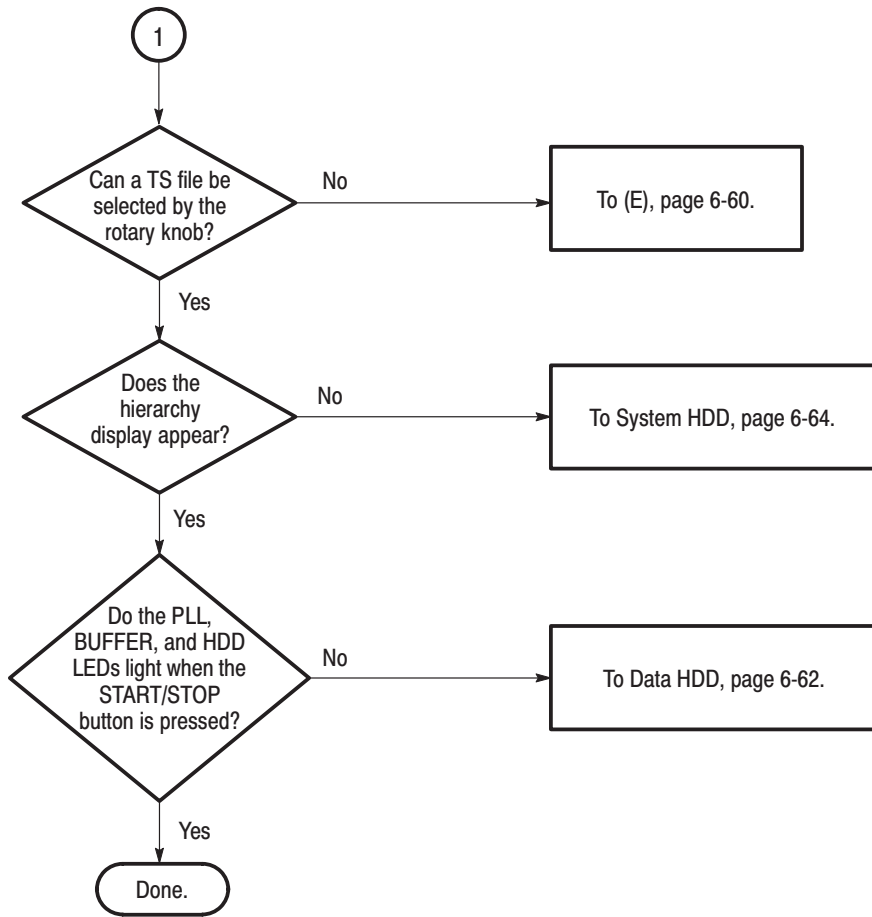 1
Can a TS file be
selected by the
rotary knob?
No
To (E), page 6-60.
Yes
Does the
hierarchy
display appear?
No
To System HDD, page 6-64.
Yes
Do the PLL,
BUFFER, and HDD
LEDs light when the
START/STOP
button is pressed?
No
To Data HDD, page 6-62.
Yes
Done.